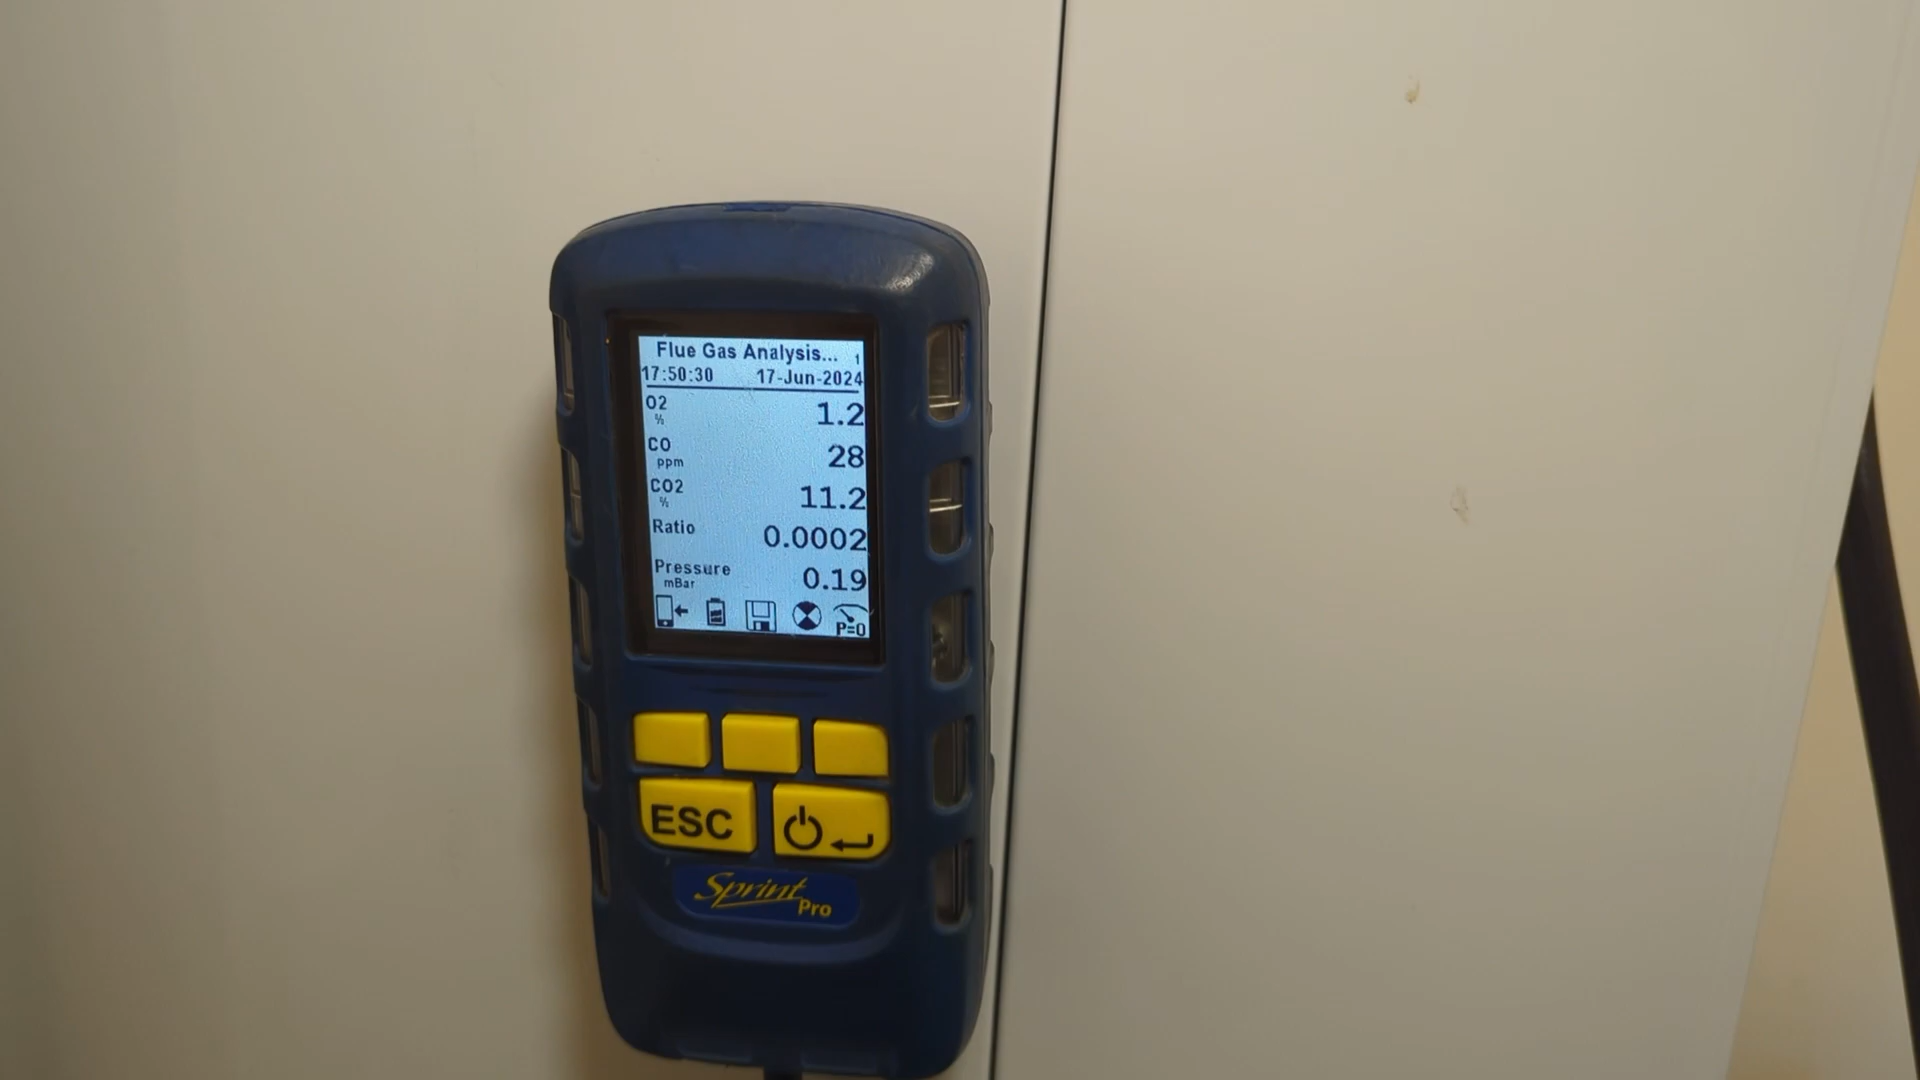 Flue Gas Analysis... 1
17:50:30 17-Jun-2024
O2 % 1.2
CO ppm 28
CO2 % 11.2
Ratio 0.0002
Pressure mBar 0.19
P=0
ESC
Sprint Pro